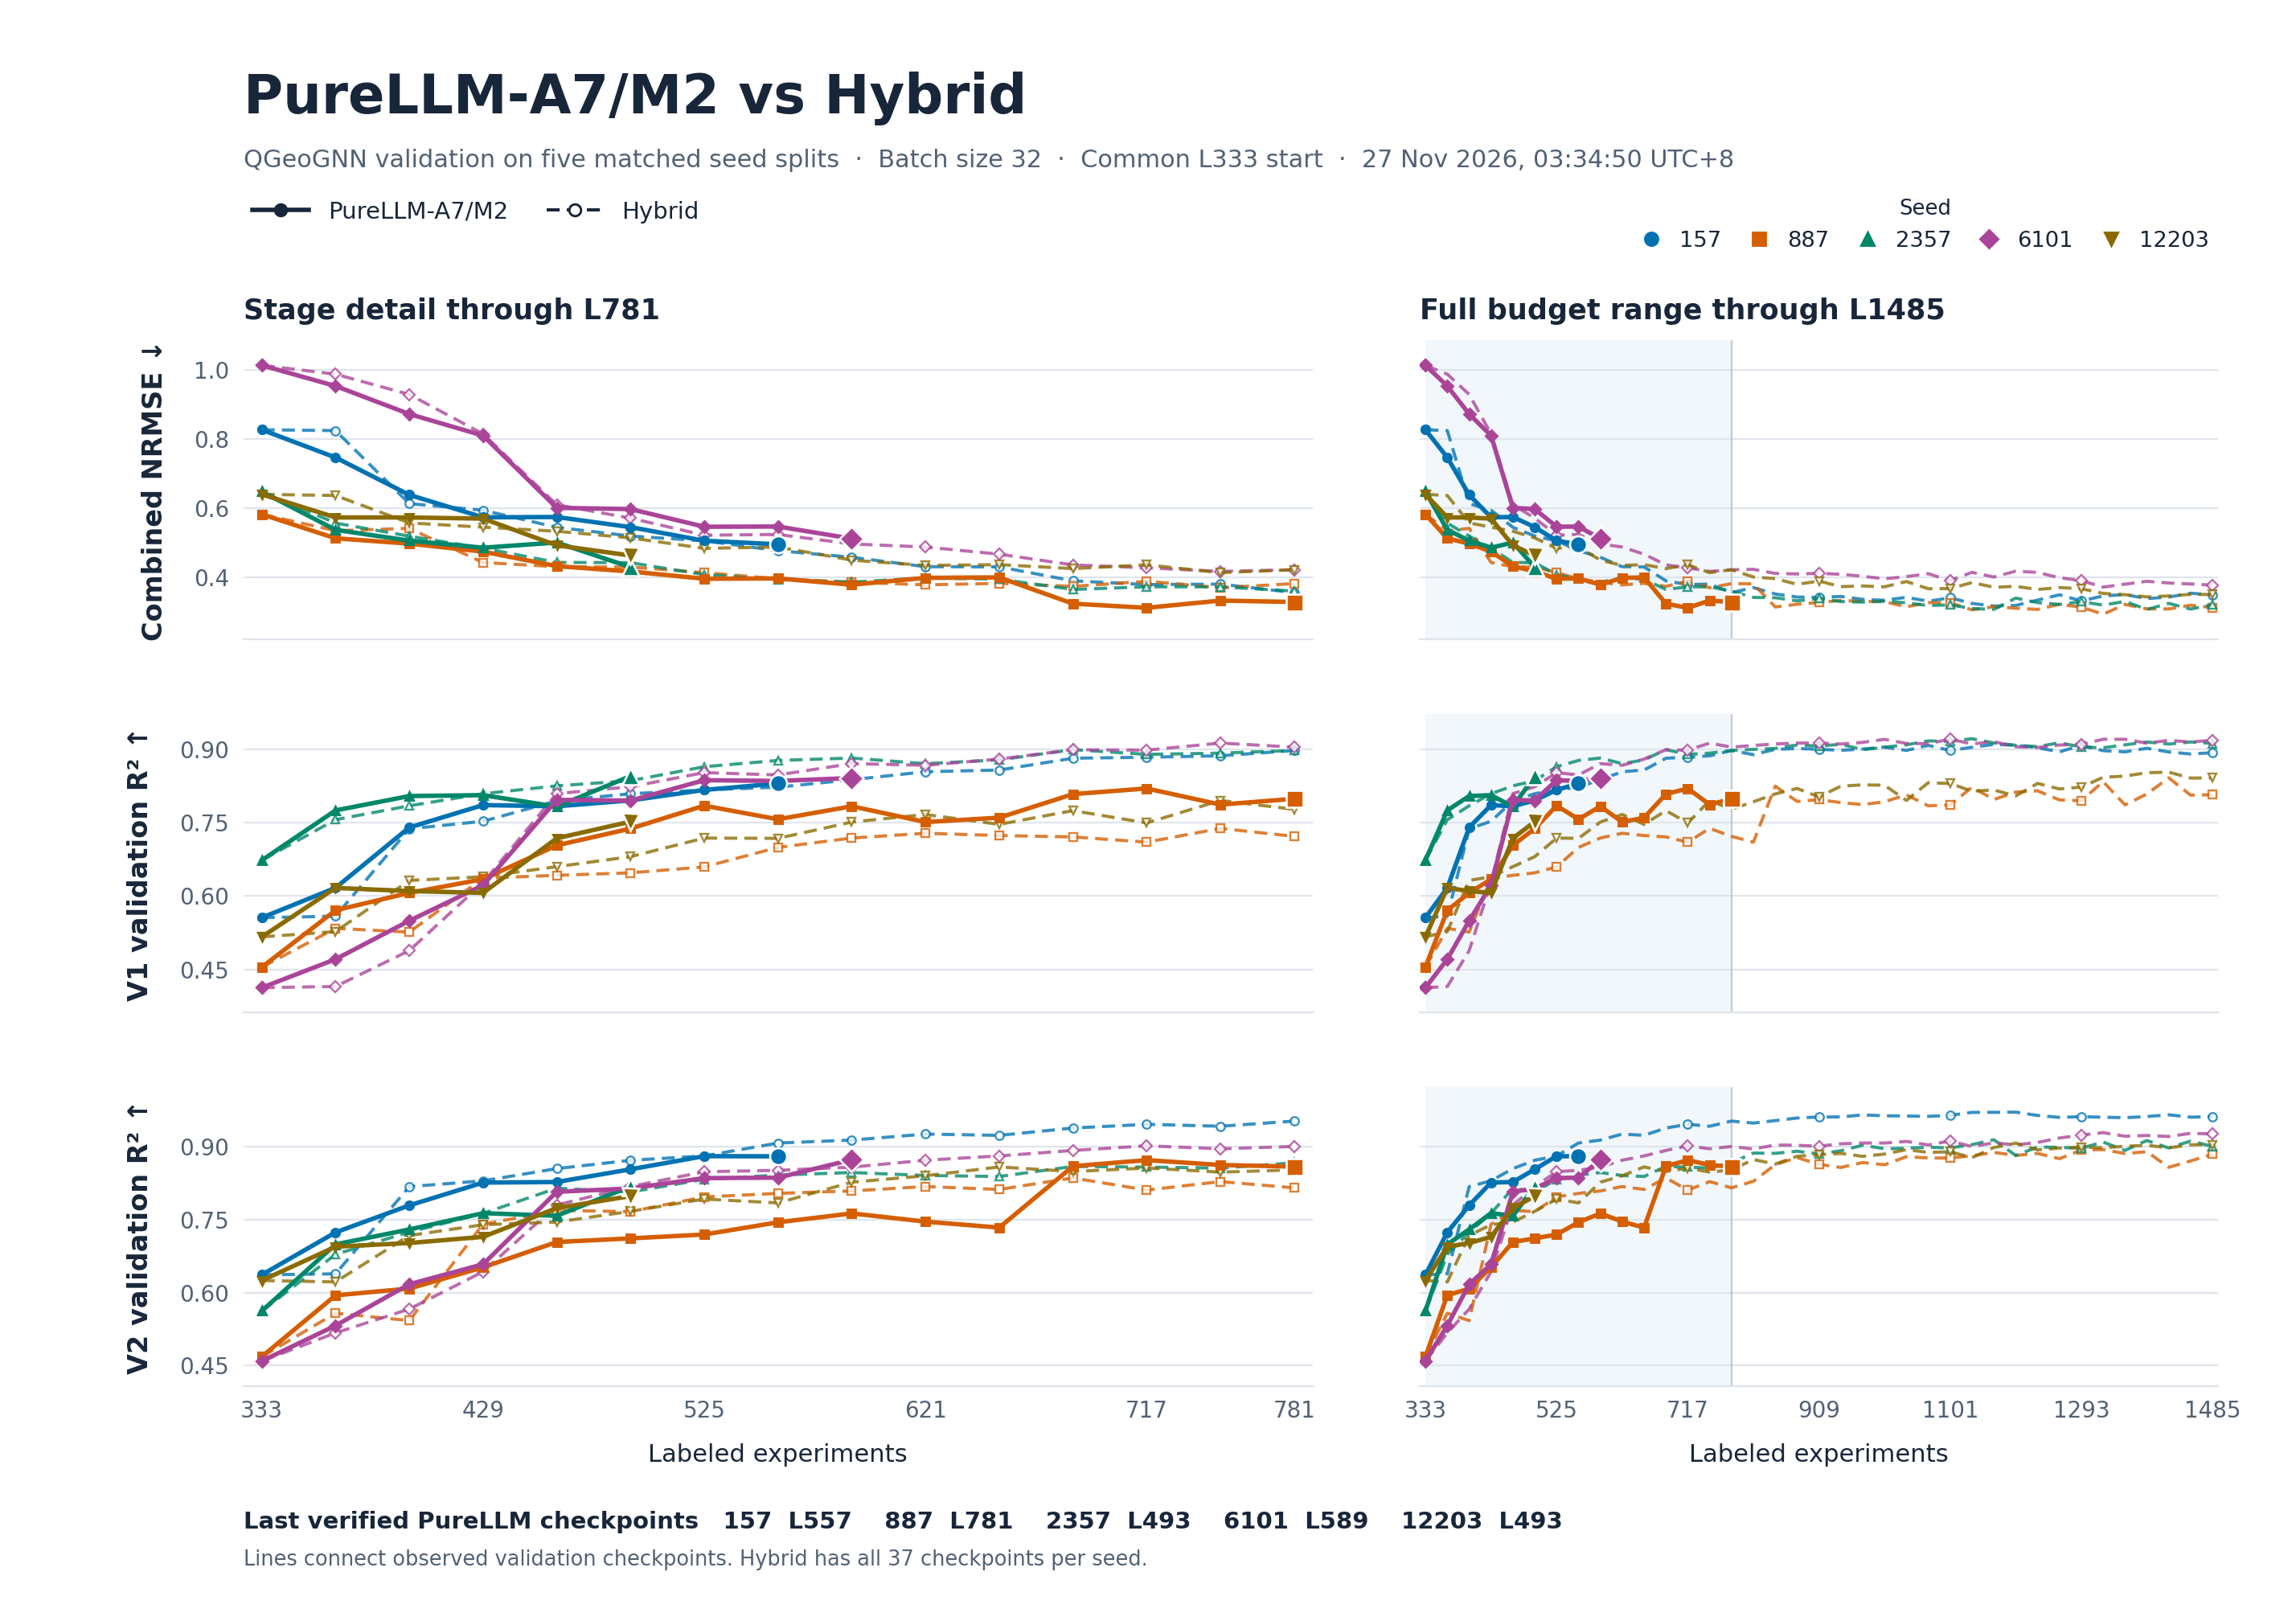 PureLLM-A7/M2 vs Hybrid
QGeoGNN validation on five matched seed splits · Batch size 32 · Common L333 start · 27 Nov 2026, 03:34:50 UTC+8
PureLLM-A7/M2 Hybrid
Seed
157 887 2357 6101 12203
Stage detail through L781
Full budget range through L1485
Combined NRMSE ↓
1.0
0.8
0.6
0.4
V1 validation R² ↑
0.90
0.75
0.60
0.45
V2 validation R² ↑
0.90
0.75
0.60
0.45
333 429 525 621 717 781
333 525 717 909 1101 1293 1485
Labeled experiments
Labeled experiments
Last verified PureLLM checkpoints 157 L557 887 L781 2357 L493 6101 L589 12203 L493
Lines connect observed validation checkpoints. Hybrid has all 37 checkpoints per seed.